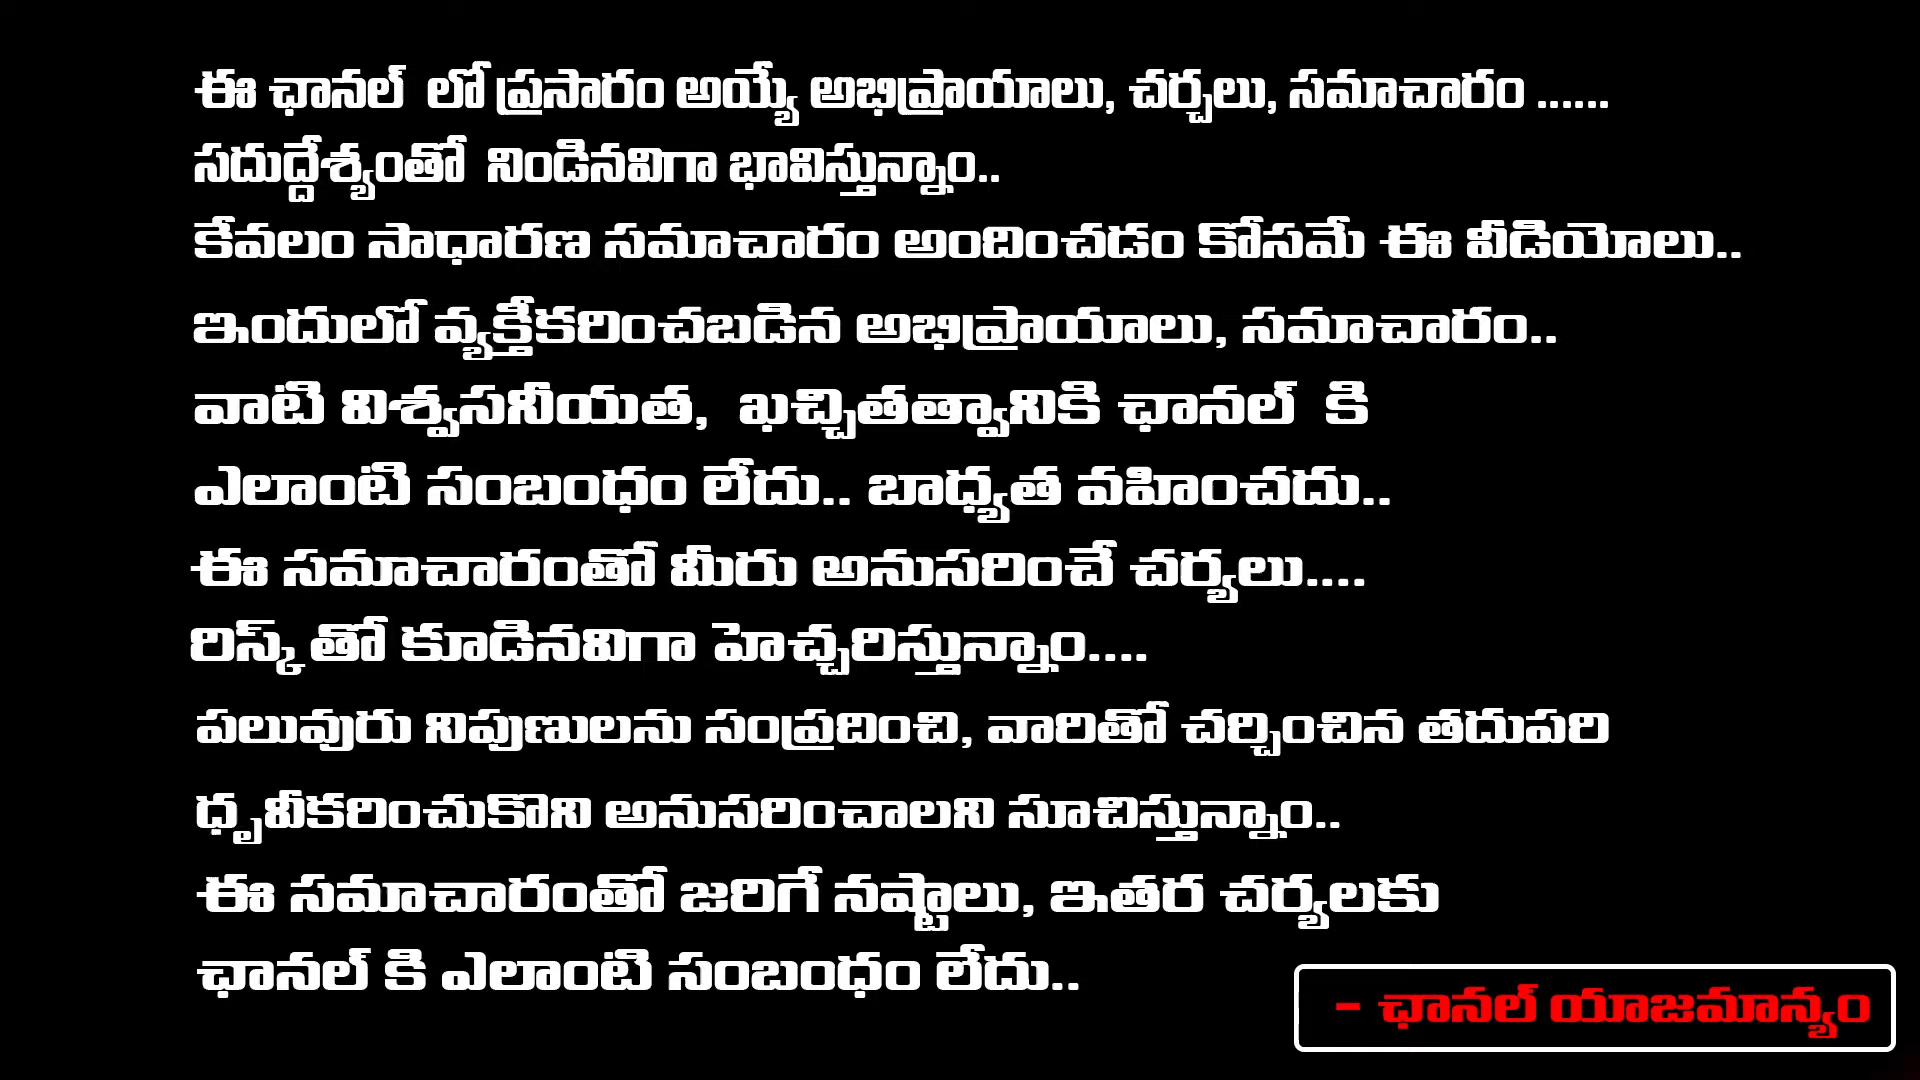 ఈ ఛానల్ లో ప్రసారం అయ్యే అభిప్రాయాలు, చర్చలు, సమాచారం ......
సదుద్దేశ్యంతో నిండినవిగా భావిస్తున్నాం..
కేవలం సాధారణ సమాచారం అందించడం కోసమే ఈ వీడియోలు..
ఇందులో వ్యక్తీకరించబడిన అభిప్రాయాలు, సమాచారం..
వాటి విశ్వసనీయత, ఖచ్చితత్వానికి ఛానల్ కి
ఎలాంటి సంబంధం లేదు.. బాధ్యత వహించదు..
ఈ సమాచారంతో మీరు అనుసరించే చర్యలు....
రిస్క్ తో కూడినవిగా హెచ్చరిస్తున్నాం....
పలువురు నిపుణులను సంప్రదించి, వారితో చర్చించిన తదుపరి
ధృవీకరించుకొని అనుసరించాలని సూచిస్తున్నాం..
ఈ సమాచారంతో జరిగే నష్టాలు, ఇతర చర్యలకు
ఛానల్ కి ఎలాంటి సంబంధం లేదు..
- ఛానల్ యాజమాన్యం